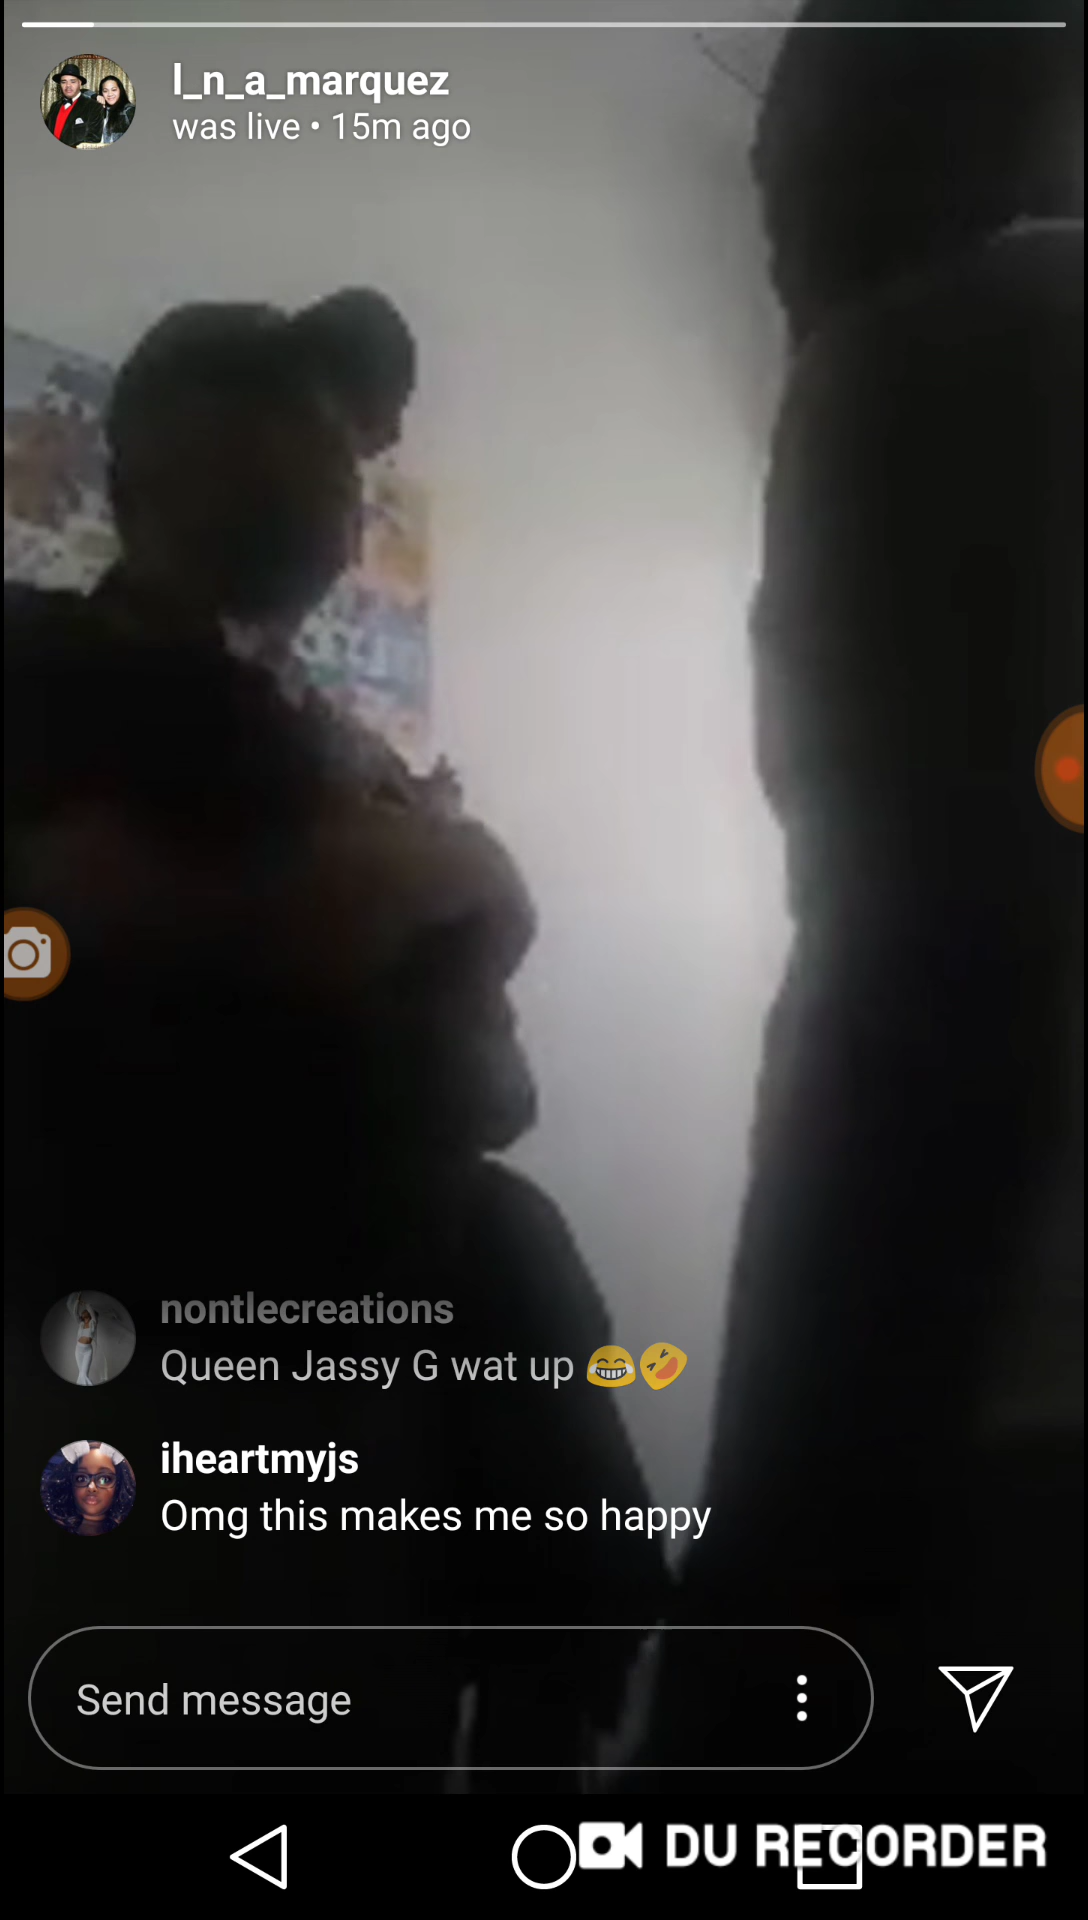 l_n_a_marquez
was live • 15m ago
nontlecreations
Queen Jassy G wat up 😂🤣
iheartmyjs
Omg this makes me so happy
Send message
DU RECORDER